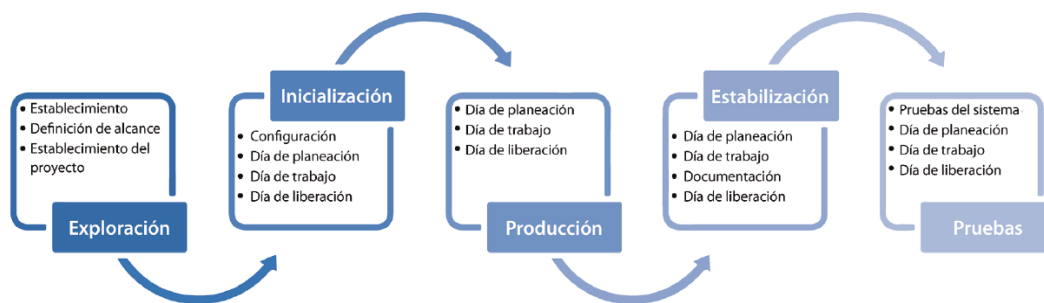 • Establecimiento
• Definición de alcance
• Establecimiento del
proyecto
Exploración
Inicialización
• Configuración
• Día de planeación
• Día de trabajo
• Día de liberación
• Día de planeación
• Día de trabajo
• Día de liberación
Producción
Estabilización
• Día de planeación
• Día de trabajo
• Documentación
• Día de liberación
• Pruebas del sistema
• Día de planeación
• Día de trabajo
• Día de liberación
Pruebas